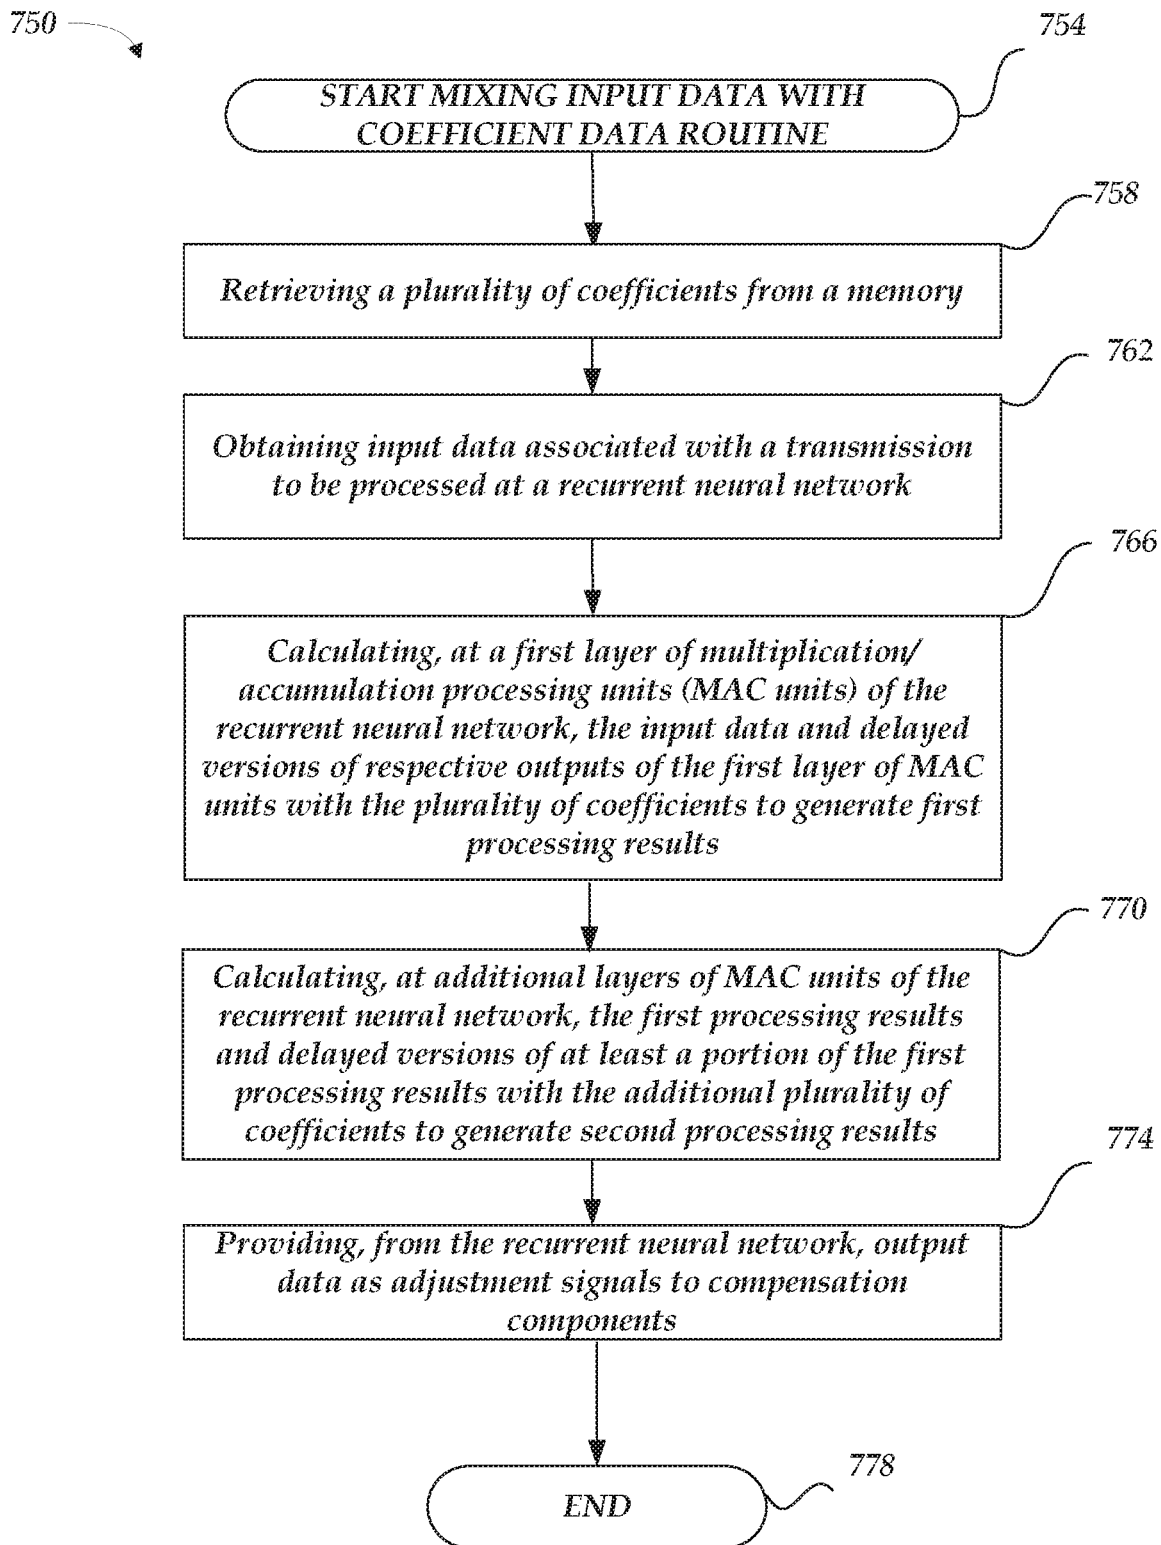 750
754
START MIXING INPUT DATA WITH
COEFFICIENT DATA ROUTINE
758
Retrieving a plurality of coefficients from a memory
762
Obtaining input data associated with a transmission
to be processed at a recurrent neural network
766
Calculating, at a first layer of multiplication/
accumulation processing units (MAC units) of the
recurrent neural network, the input data and delayed
versions of respective outputs of the first layer of MAC
units with the plurality of coefficients to generate first
processing results
770
Calculating, at additional layers of MAC units of the
recurrent neural network, the first processing results
and delayed versions of at least a portion of the first
processing results with the additional plurality of
coefficients to generate second processing results
774
Providing, from the recurrent neural network, output
data as adjustment signals to compensation
components
778
END